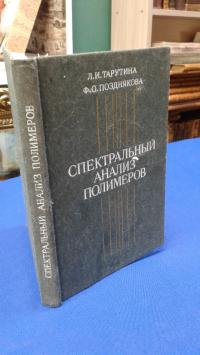 Л.И.ТАРУТИНА
Ф.О.ПОЗДНЯКОВА
СПЕКТРАЛЬНЫЙ
АНАЛИЗ
ПОЛИМЕРОВ
СПЕКТРАЛЬНЫЙ АНАЛИЗ ПОЛИМЕРОВ